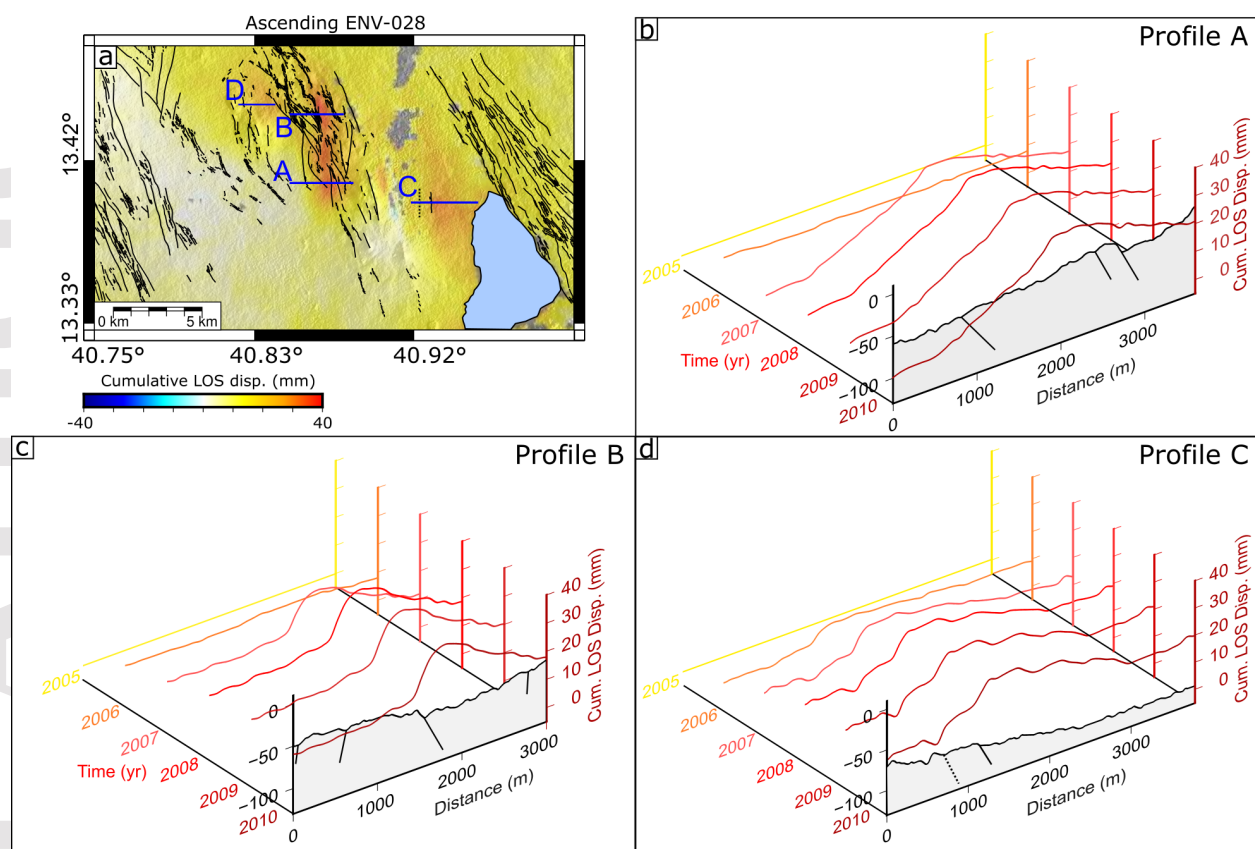 Ascending ENV-028
a
D
B
A
C
13.42°
13.33°
0 km 5 km
40.75° 40.83° 40.92°
Cumulative LOS disp. (mm)
-40 40
b
Profile A
2005
2006
2007
Time (yr) 2008
2009
2010
0
−50
−100
0 1000 2000 3000
Distance (m)
40
30
20
10
0
Cum. LOS Disp. (mm)
c
Profile B
2005
2006
2007
Time (yr) 2008
2009
2010
0
−50
−100
0 1000 2000 3000
Distance (m)
40
30
20
10
0
Cum. LOS Disp. (mm)
d
Profile C
2005
2006
2007
2008
2009
2010
0
−50
−100
0 1000 2000 3000
Distance (m)
40
30
20
10
0
Cum. LOS Disp. (mm)